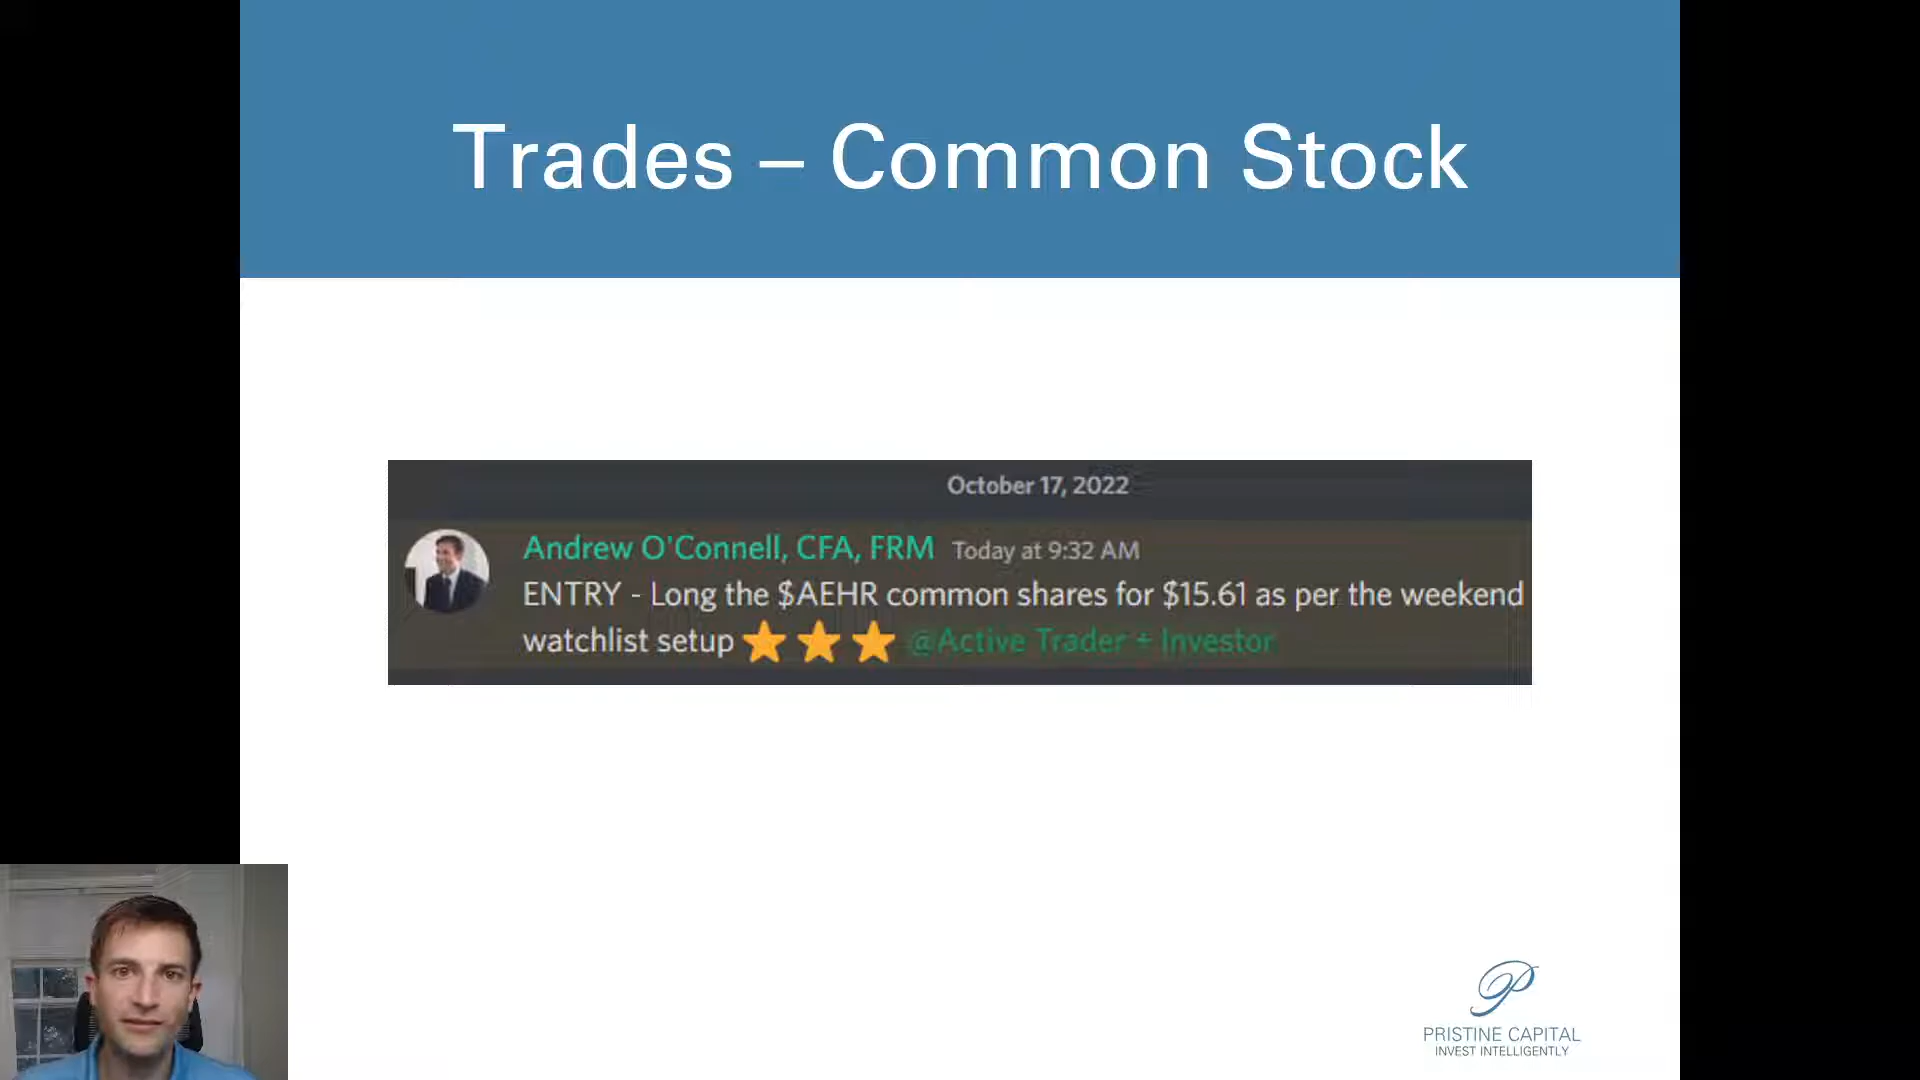 Trades – Common Stock
October 17, 2022
Andrew O'Connell, CFA, FRM Today at 9:32 AM
ENTRY - Long the $AEHR common shares for $15.61 as per the weekend
watchlist setup ⭐ ⭐ ⭐ @Active Trader + Investor
P
PRISTINE CAPITAL
INVEST INTELLIGENTLY